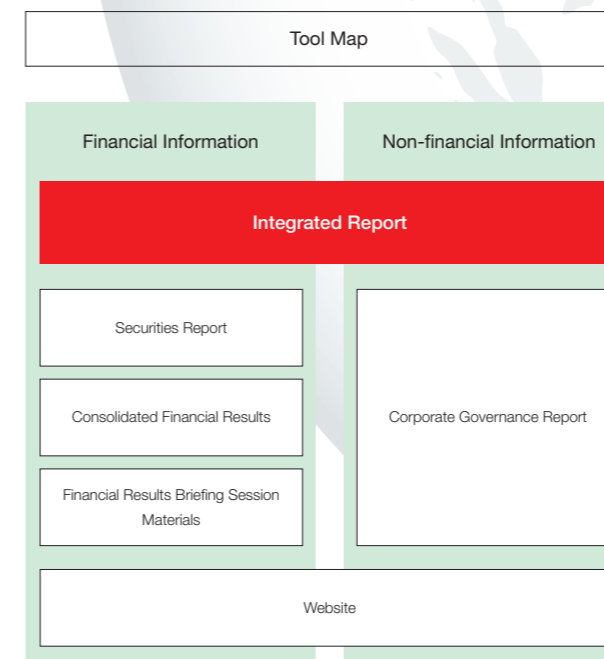 Tool Map
Financial Information
Non-financial Information
Integrated Report
Securities Report
Consolidated Financial Results
Financial Results Briefing Session
Materials
Corporate Governance Report
Website